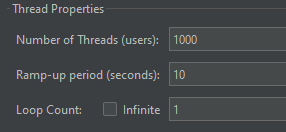 Thread Properties
Number of Threads (users): 1000
Ramp-up period (seconds): 10
Loop Count: Infinite 1